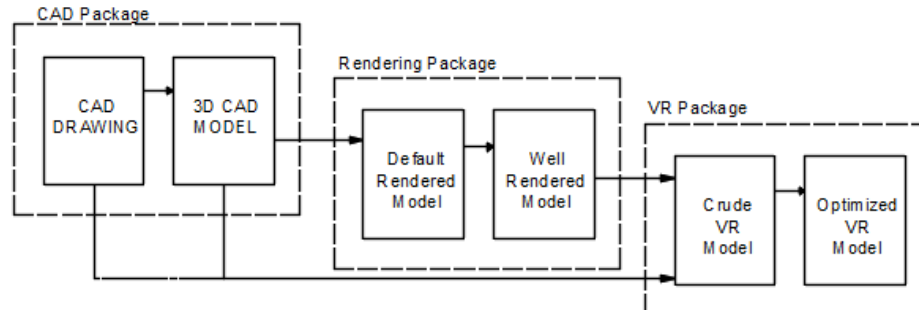 CAD Package
CAD
DRAWING
3D CAD
MODEL
Rendering Package
Default
Rendered
Model
Well
Rendered
Model
VR Package
Crude
VR
Model
Optimized
VR
Model